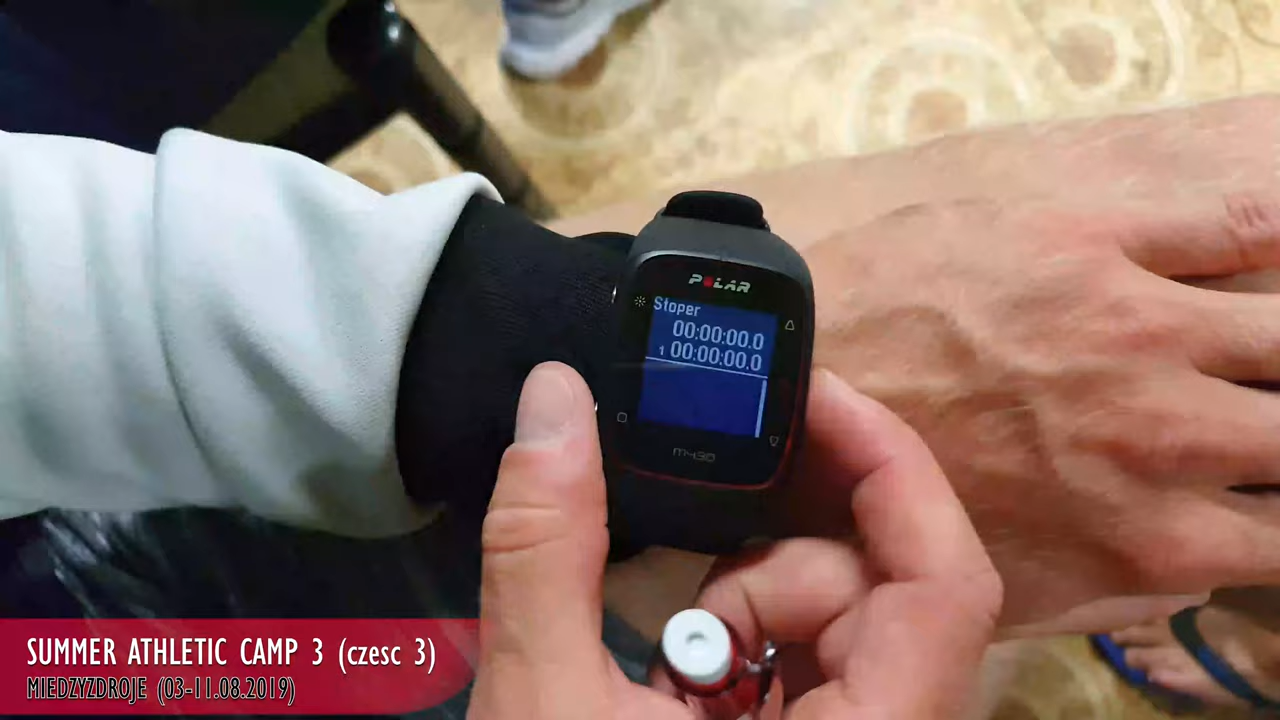 POLAR
Stoper
00:00:00.0
1 00:00:00.0
M430
SUMMER ATHLETIC CAMP 3 (czesc 3)
MIEDZYZDROJE (03-11.08.2019)